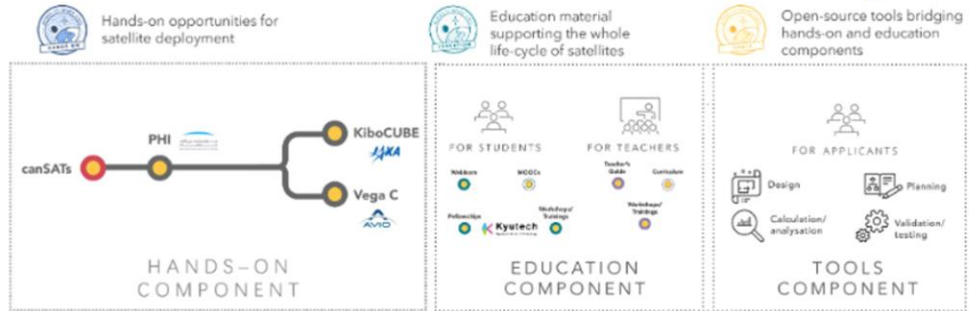 Hands-on opportunities for
satellite deployment
Education material
supporting the whole
life-cycle of satellites
Open-source tools bridging
hands-on and education
components
canSATs
PHI
KiboCUBE
JAXA
Vega C
AVIO
HANDS-ON
COMPONENT
FOR STUDENTS
Webinars
MOOCs
Fellowships
Kyutech
Workshops/
Trainings
FOR TEACHERS
Teacher's
Guide
Curriculum
Workshops/
Trainings
EDUCATION
COMPONENT
FOR APPLICANTS
Design
Planning
Calculation/
analysation
Validation/
testing
TOOLS
COMPONENT